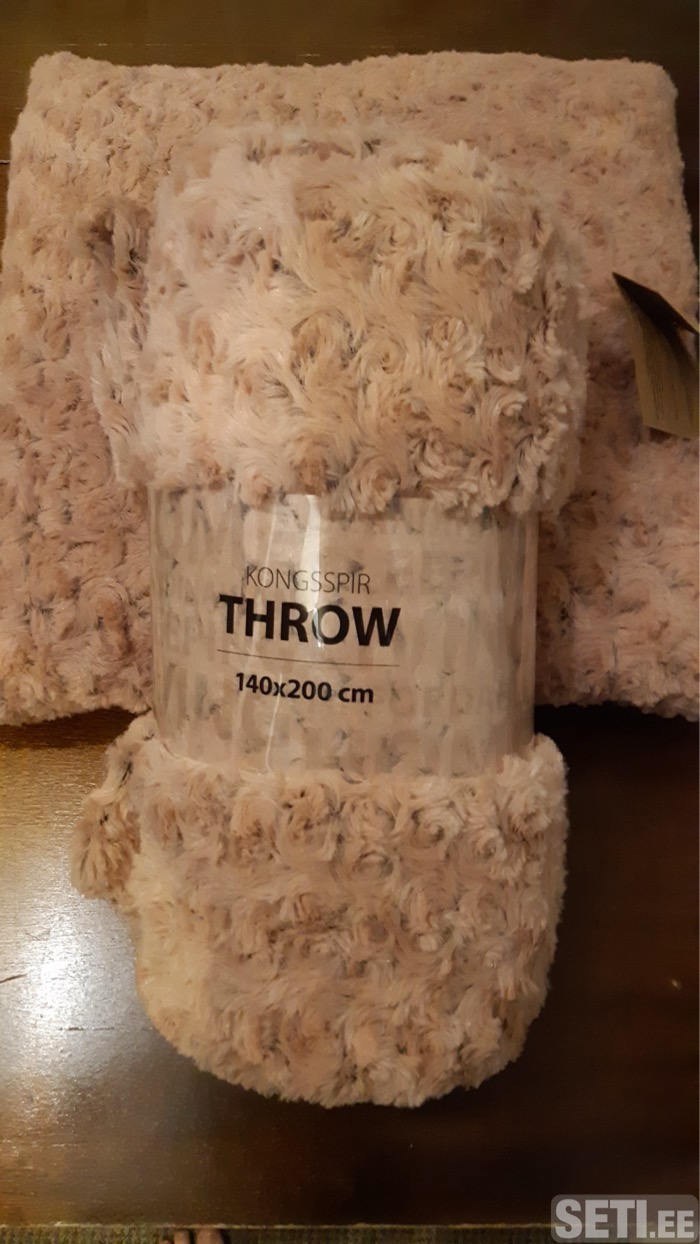 KONGSSPIR
THROW
140x200 cm
SETI.EE